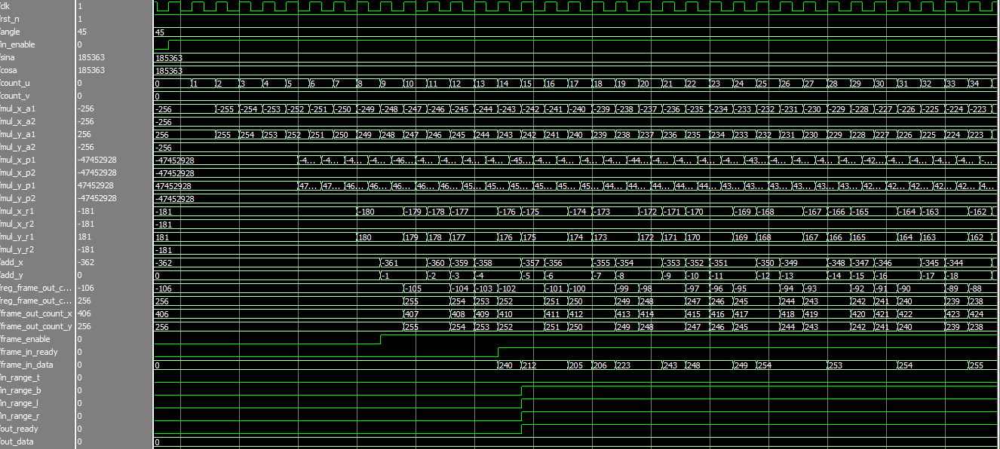 /clk 1
/rst_n 1
/angle 45 45
/in_enable 0
/sina 185363 185363
/cosa 185363 185363
/count_u 0 0 1 2 3 4 5 6 7 8 9 10 11 12 13 14 15 16 17 18 19 20 21 22 23 24 25 26 27 28 29 30 31 32 33 34
/count_v 0 0
/mul_x_a1 -256 -256 -255 -254 -253 -252 -251 -250 -249 -248 -247 -246 -245 -244 -243 -242 -241 -240 -239 -238 -237 -236 -235 -234 -233 -232 -231 -230 -229 -228 -227 -226 -225 -224 -223
/mul_x_a2 -256 -256
/mul_y_a1 256 256 255 254 253 252 251 250 249 248 247 246 245 244 243 242 241 240 239 238 237 236 235 234 233 232 231 230 229 228 227 226 225 224 223
/mul_y_a2 -256 -256
/mul_x_p1 -47452928 -47452928 -4... -4... -4... -4... -46... -4... -4... -4... -4... -45... -4... -4... -4... -4... -44... -4... -4... -4... -4... -43... -4... -4... -4... -4... -42... -4... -4... -4... -4... -...
/mul_x_p2 -47452928 -47452928
/mul_y_p1 47452928 47452928 47... 47... 46... 46... 46... 46... 46... 45... 45... 45... 45... 45... 45... 44... 44... 44... 44... 44... 43... 43... 43... 43... 43... 42... 42... 42... 42... 4...
/mul_x_p2 -47452928 -47452928
/mul_x_r1 -181 -181 -180 -179 -178 -177 -176 -175 -174 -173 -172 -171 -170 -169 -168 -167 -166 -165 -164 -163 -162
/mul_x_r2 -181 -181
/mul_y_r1 181 181 180 179 178 177 176 175 174 173 172 171 170 169 168 167 166 165 164 163 162
/mul_y_r2 -181 -181
/add_x -362 -362 -361 -360 -359 -358 -357 -356 -355 -354 -353 -352 -351 -350 -349 -348 -347 -346 -345 -344
/add_y 0 0 -1 -2 -3 -4 -5 -6 -7 -8 -9 -10 -11 -12 -13 -14 -15 -16 -17 -18
/reg_frame_out_c... -106 -106 -105 -104 -103 -102 -101 -100 -99 -98 -97 -96 -95 -94 -93 -92 -91 -90 -89 -88
/reg_frame_out_c... 256 256 255 254 253 252 251 250 249 248 247 246 245 244 243 242 241 240 239 238
/frame_out_count_x 406 406 407 408 409 410 411 412 413 414 415 416 417 418 419 420 421 422 423 424
/frame_out_count_y 256 256 255 254 253 252 251 250 249 248 247 246 245 244 243 242 241 240 239 238
/frame_enable 0
/frame_in_ready 0
/frame_in_data 0 0 240 212 205 206 223 243 248 249 254 253 254 255
/in_range_t 0
/in_range_b 0
/in_range_l 0
/in_range_r 0
/out_ready 0
/out_data 0 0